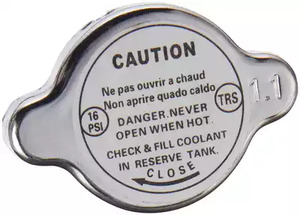 CAUTION
Ne pas ouvrir a chaud
Non aprire quado caldo
16
PSI
DANGER.NEVER
OPEN WHEN HOT.
TRS
1.1
CHECK & FILL COOLANT
IN RESERVE TANK.
CLOSE